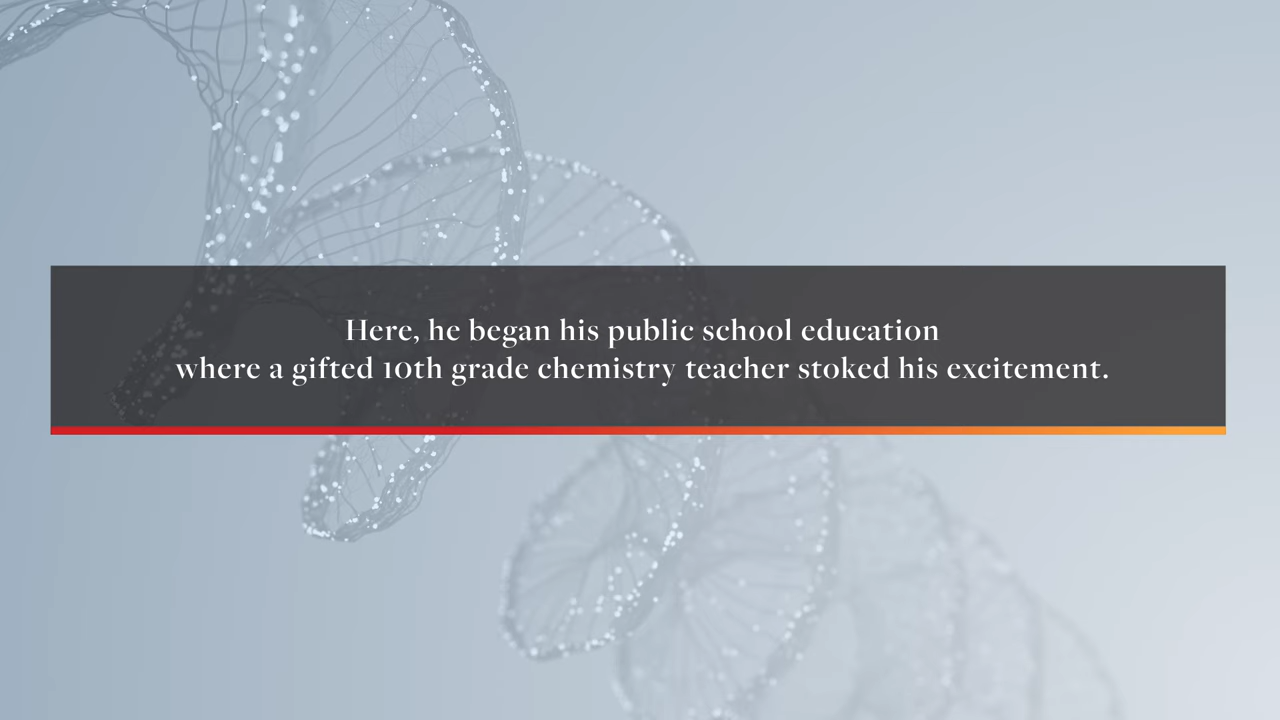 Here, he began his public school education
where a gifted 10th grade chemistry teacher stoked his excitement.